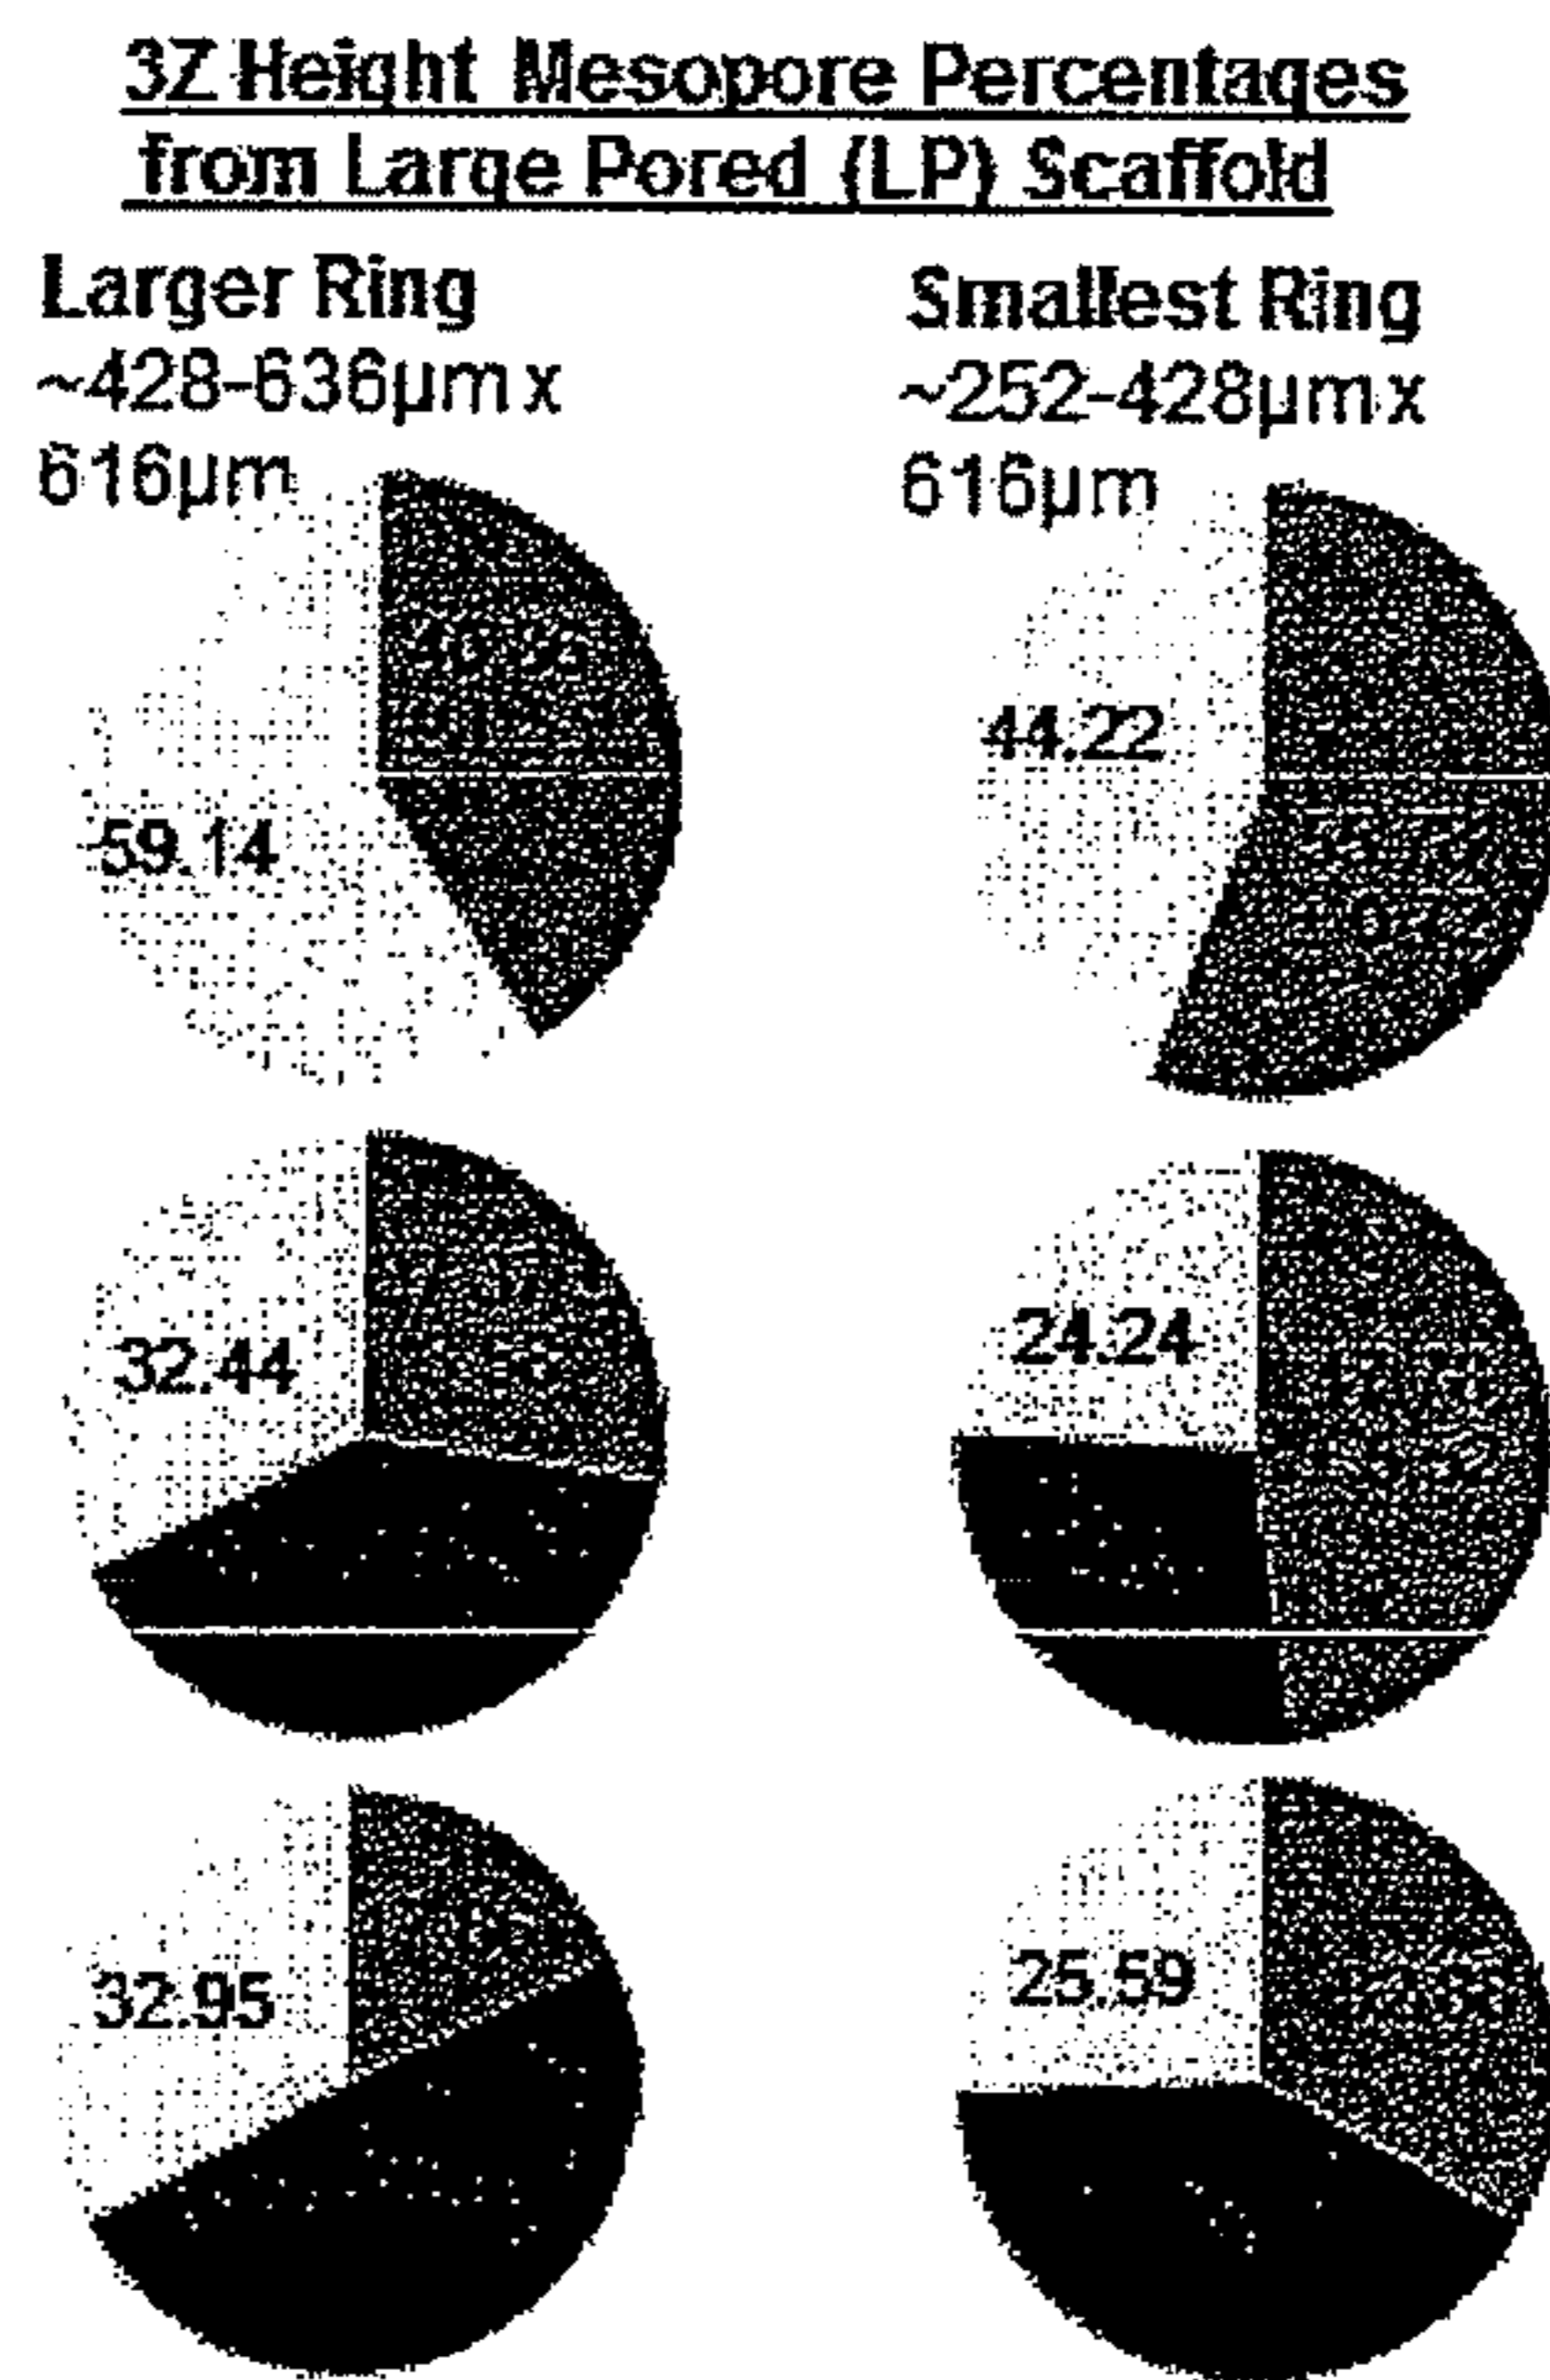 3Z Height Mesopore Percentages
from Large Pored (LP) Scaffold
Larger Ring
~428-636µm x
616µm
Smallest Ring
~252-428µm x
616µm
59.14
44.22
32.44
24.24
32.95
25.59